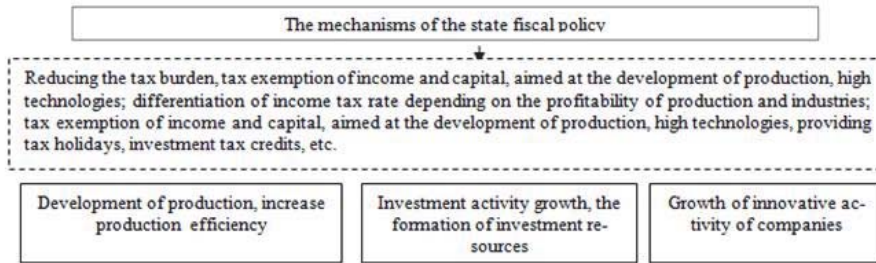 The mechanisms of the state fiscal policy
Reducing the tax burden, tax exemption of income and capital, aimed at the development of production, high
technologies; differentiation of income tax rate depending on the profitability of production and industries;
tax exemption of income and capital, aimed at the development of production, high technologies, providing
tax holidays, investment tax credits, etc.
Development of production, increase
production efficiency
Investment activity growth, the
formation of investment re-
sources
Growth of innovative ac-
tivity of companies